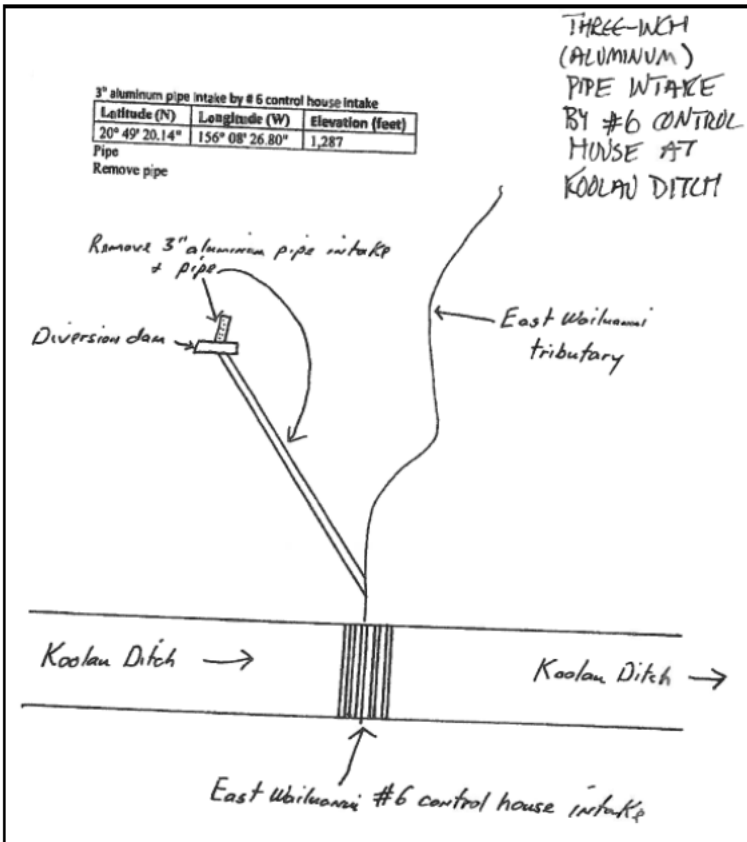 THREE-INCH
(ALUMINUM)
PIPE INTAKE
BY #6 CONTROL
HOUSE AT
KOOLAU DITCH
3" aluminum pipe intake by # 6 control house intake
Latitude (N) Longitude (W) Elevation (feet)
20° 49' 20.14" 156° 08' 26.80" 1,287
Pipe
Remove pipe
Remove 3" aluminum pipe intake
+ pipe
Diversion dam
East Wailuanui
tributary
Koolau Ditch
Koolau Ditch
East Wailuanui #6 control house intake